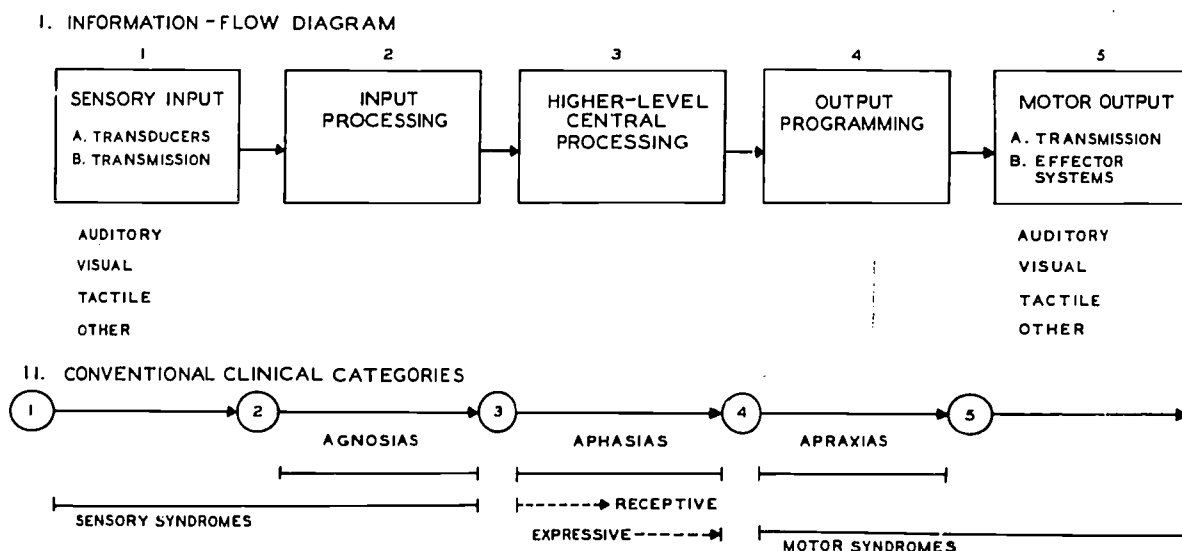 I. INFORMATION-FLOW DIAGRAM
1 2 3 4 5
SENSORY INPUT
A. TRANSDUCERS
B. TRANSMISSION
INPUT
PROCESSING
HIGHER-LEVEL
CENTRAL
PROCESSING
OUTPUT
PROGRAMMING
MOTOR OUTPUT
A. TRANSMISSION
B. EFFECTOR
SYSTEMS
AUDITORY
VISUAL
TACTILE
OTHER
AUDITORY
VISUAL
TACTILE
OTHER
II. CONVENTIONAL CLINICAL CATEGORIES
1 2 3 4 5
AGNOSIAS APHASIAS APRAXIAS
RECEPTIVE
SENSORY SYNDROMES
EXPRESSIVE
MOTOR SYNDROMES